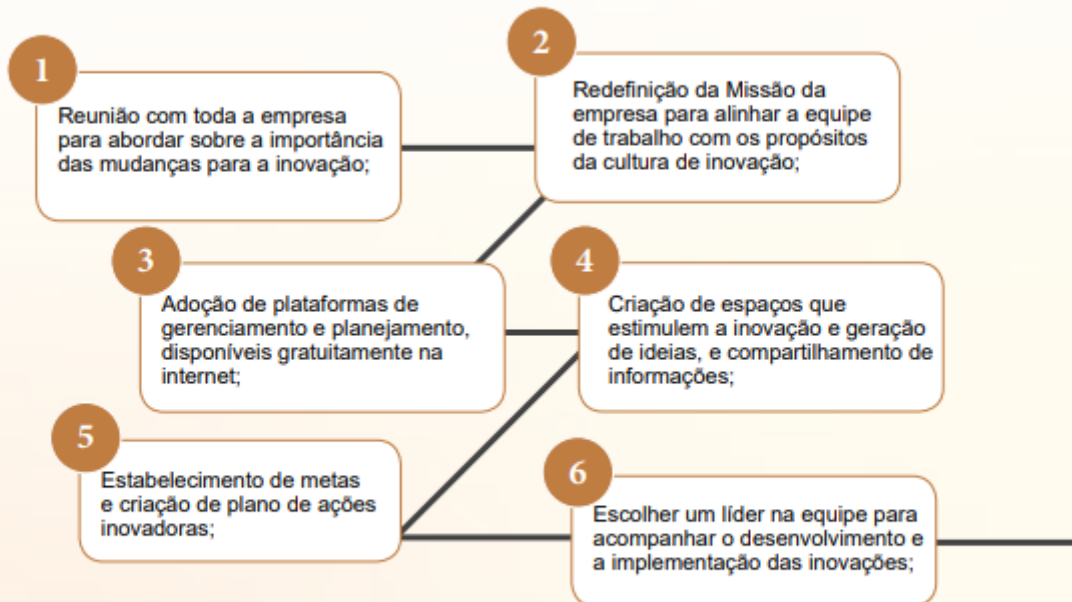 1
Reunião com toda a empresa
para abordar sobre a importância
das mudanças para a inovação;
2
Redefinição da Missão da
empresa para alinhar a equipe
de trabalho com os propósitos
da cultura de inovação;
3
Adoção de plataformas de
gerenciamento e planejamento,
disponíveis gratuitamente na
internet;
4
Criação de espaços que
estimulem a inovação e geração
de ideias, e compartilhamento de
informações;
5
Estabelecimento de metas
e criação de plano de ações
inovadoras;
6
Escolher um líder na equipe para
acompanhar o desenvolvimento e
a implementação das inovações;